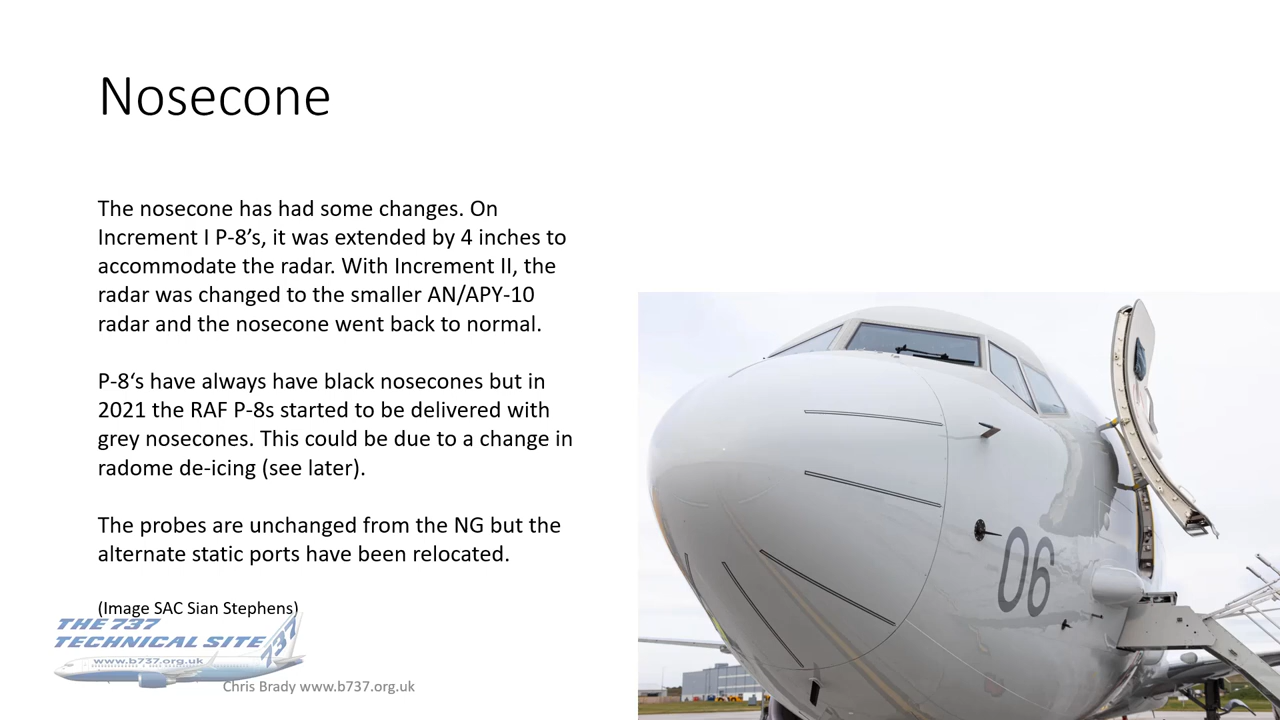 Nosecone
The nosecone has had some changes. On
Increment I P-8’s, it was extended by 4 inches to
accommodate the radar. With Increment II, the
radar was changed to the smaller AN/APY-10
radar and the nosecone went back to normal.
P-8‘s have always have black nosecones but in
2021 the RAF P-8s started to be delivered with
grey nosecones. This could be due to a change in
radome de-icing (see later).
The probes are unchanged from the NG but the
alternate static ports have been relocated.
(Image SAC Sian Stephens)
THE 737
TECHNICAL SITE
737
www.b737.org.uk
Chris Brady www.b737.org.uk
06